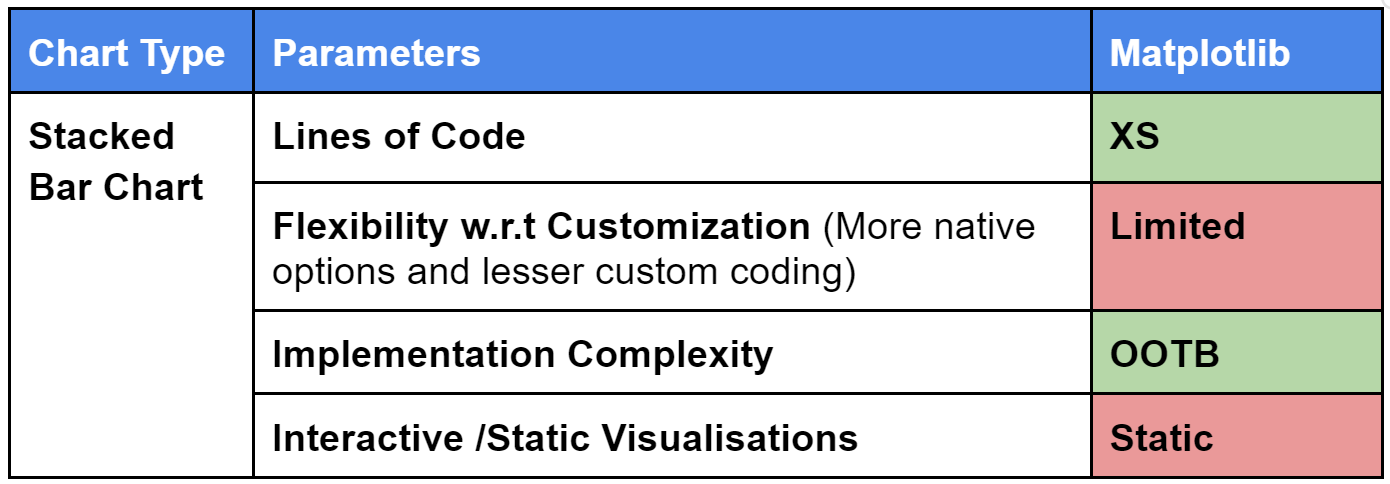 Chart Type Parameters Matplotlib
Stacked
Bar Chart
Lines of Code XS
Flexibility w.r.t Customization (More native
options and lesser custom coding)
Limited
Implementation Complexity OOTB
Interactive /Static Visualisations Static